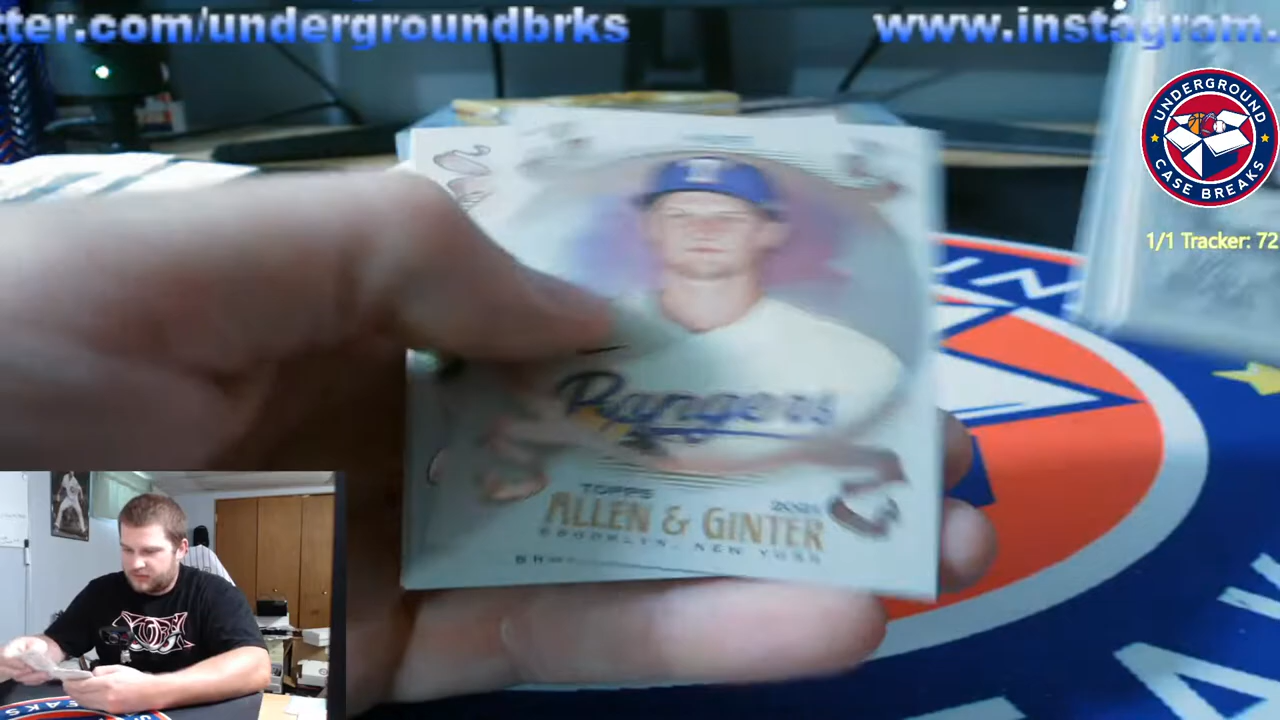 tter.com/undergroundbrks
www.instagram.
UNDERGROUND
CASE BREAKS
1/1 Tracker: 72
Rangers
TOPPS
2021
ALLEN & GINTER
BROOKLYN, NEW YORK